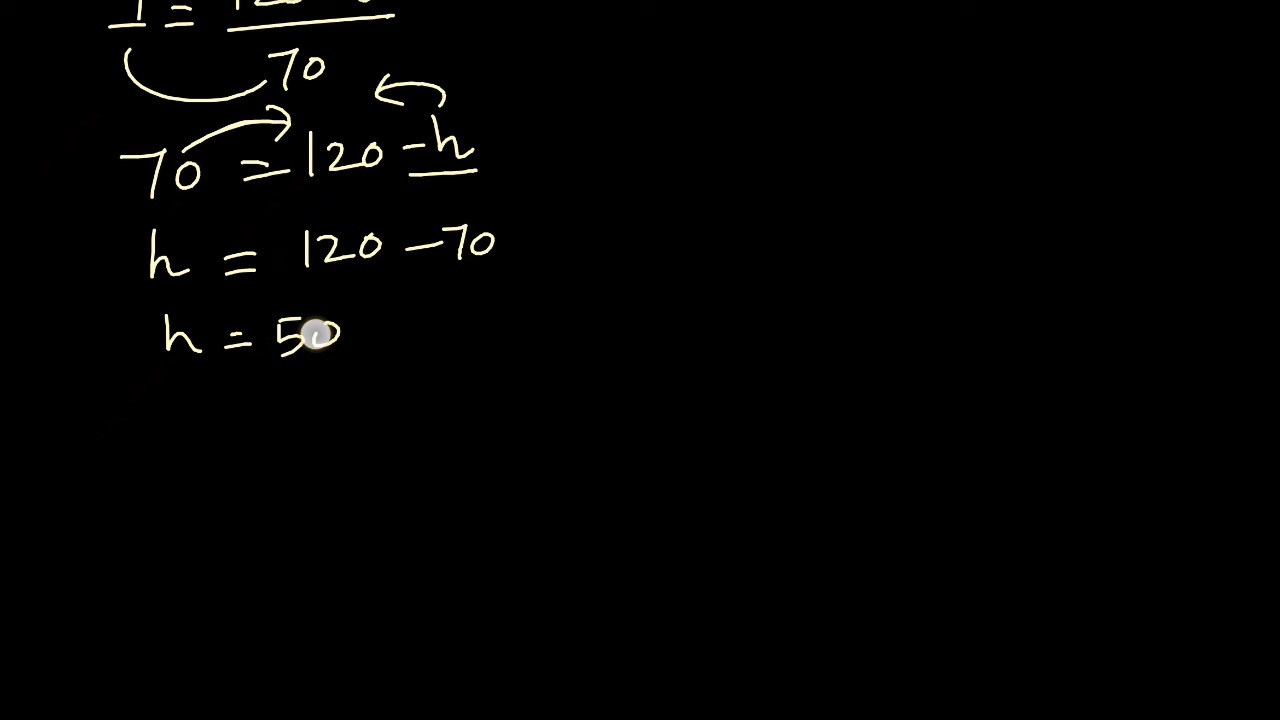 =
70
70 = 120 - h
h = 120 - 70
h = 50